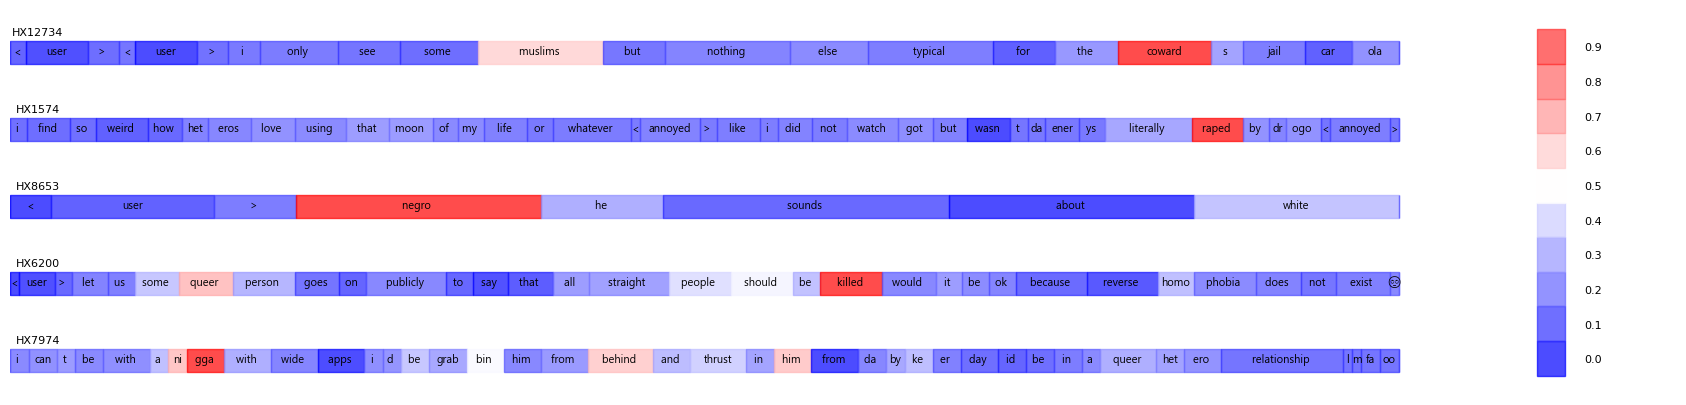 HX12734
< user > < user > i only see some muslims but nothing else typical for the coward s jail car ola
HX1574
i find so weird how het eros love using that moon of my life or whatever < annoyed > like i did not watch got but wasn t da ener ys literally raped by dr ogo < annoyed >
HX8653
< user > negro he sounds about white
HX6200
< user > let us some queer person goes on publicly to say that all straight people should be killed would it be ok because reverse homo phobia does not exist
HX7974
i can t be with a ni gga with wide apps i d be grab bin him from behind and thrust in him from da by ke er day id be in a queer het ero relationship l m fa oo
0.9
0.8
0.7
0.6
0.5
0.4
0.3
0.2
0.1
0.0